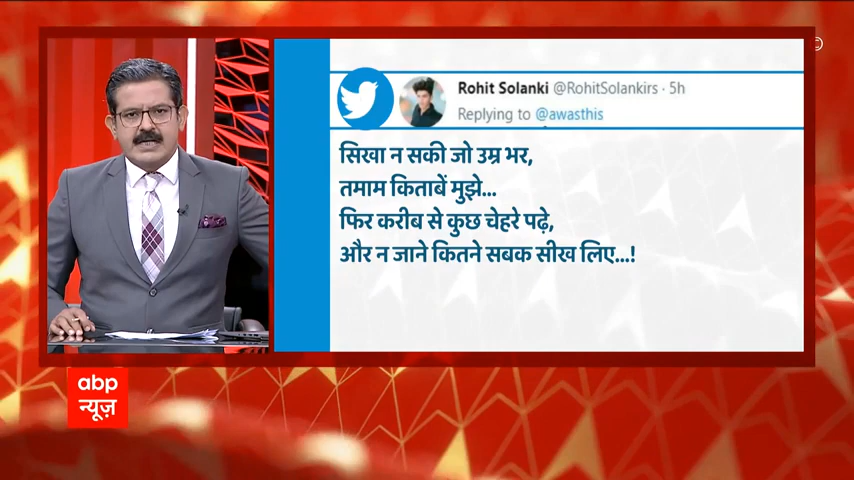 ©
Rohit Solanki @RohitSolankirs · 5h
Replying to @awasthis
सिखा न सकी जो उम्र भर,
तमाम किताबें मुझे...
फिर करीब से कुछ चेहरे पढ़े,
और न जाने कितने सबक सीख लिए...!
abp
न्यूज़